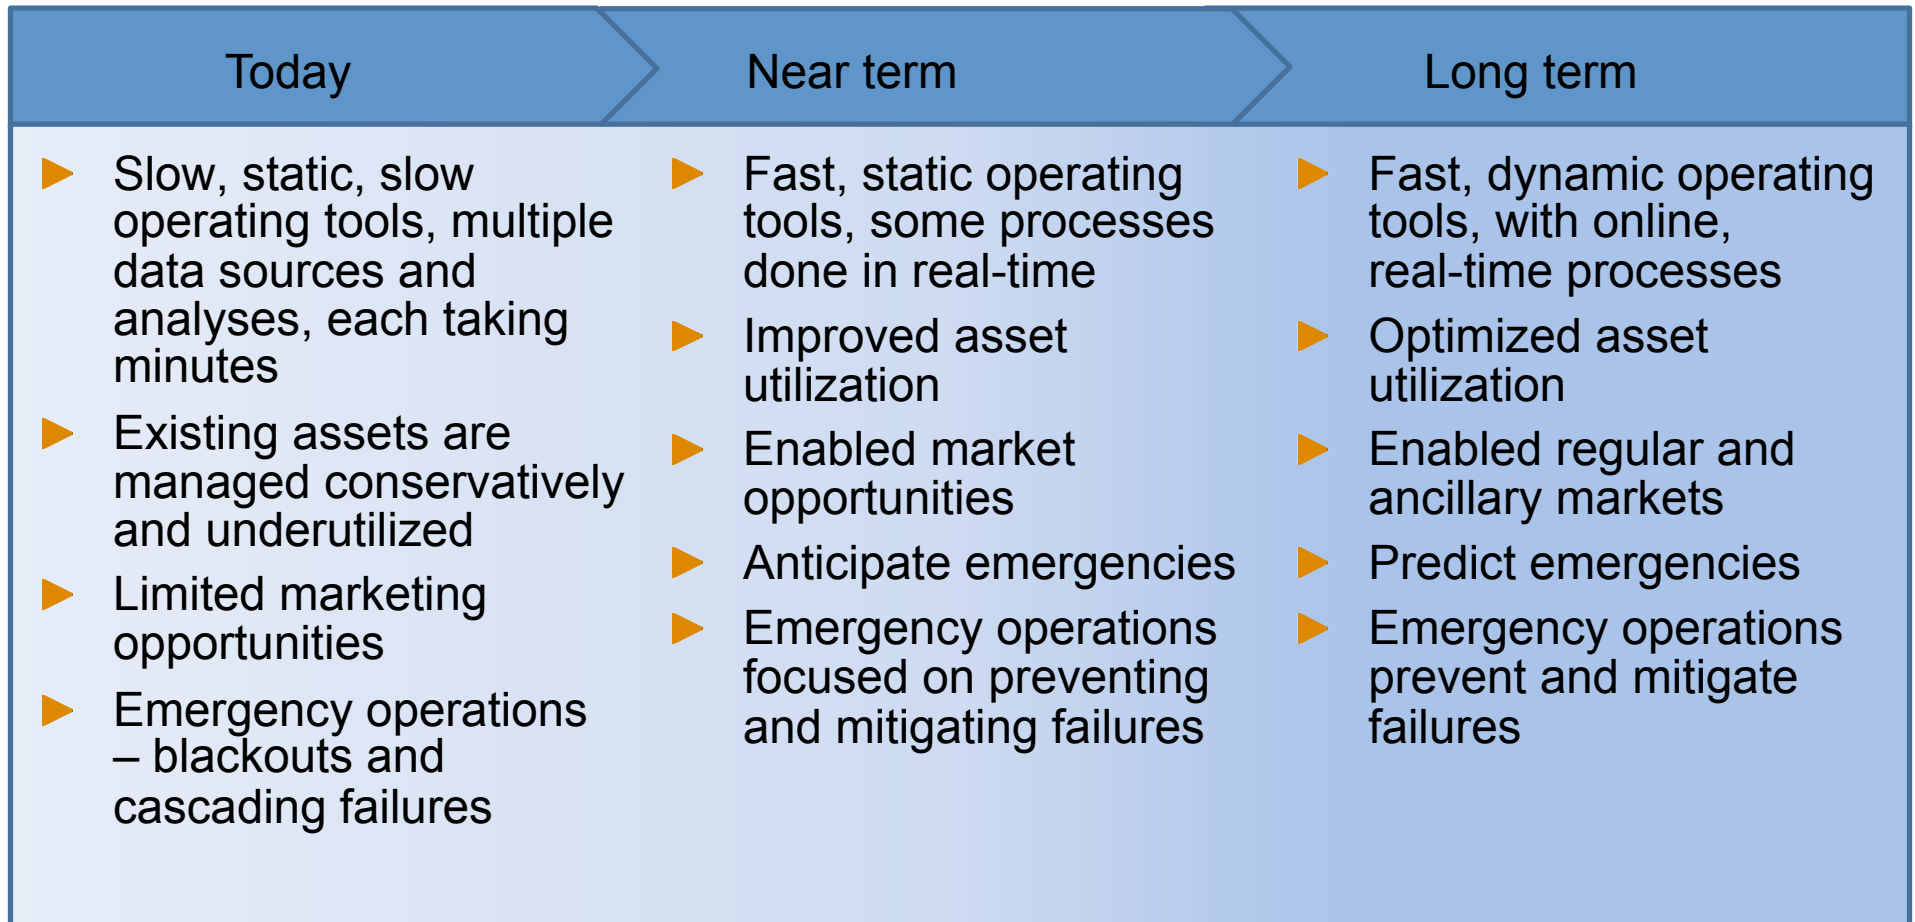 Today
Near term
Long term
Slow, static, slow
operating tools, multiple
data sources and
analyses, each taking
minutes
Existing assets are
managed conservatively
and underutilized
Limited marketing
opportunities
Emergency operations
– blackouts and
cascading failures
Fast, static operating
tools, some processes
done in real-time
Improved asset
utilization
Enabled market
opportunities
Anticipate emergencies
Emergency operations
focused on preventing
and mitigating failures
Fast, dynamic operating
tools, with online,
real-time processes
Optimized asset
utilization
Enabled regular and
ancillary markets
Predict emergencies
Emergency operations
prevent and mitigate
failures